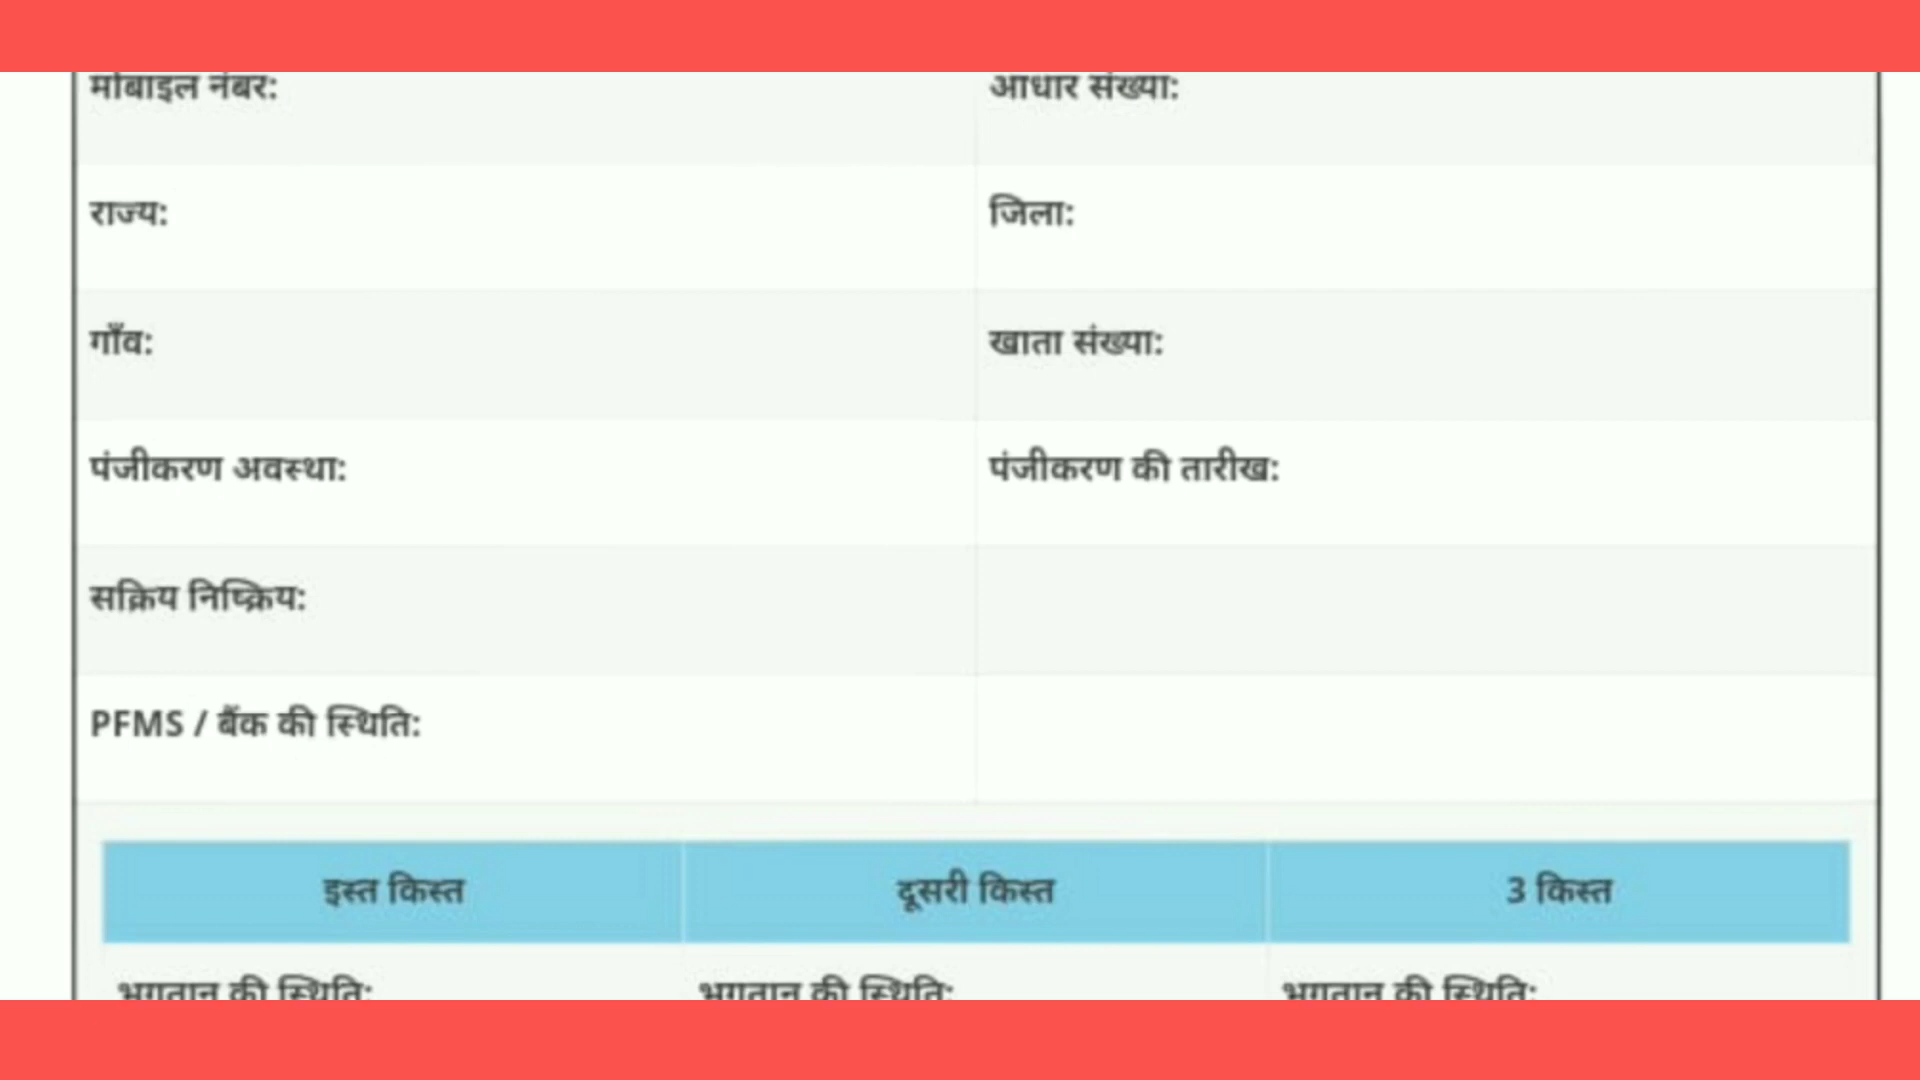 मोबाइल नंबर: आधार संख्या:
राज्य: जिला:
गाँव: खाता संख्या:
पंजीकरण अवस्था: पंजीकरण की तारीख:
सक्रिय निष्क्रिय:
PFMS / बैंक की स्थिति:
इस्त किस्त दूसरी किस्त 3 किस्त
भुगतान की स्थिति: भुगतान की स्थिति: भुगतान की स्थिति: